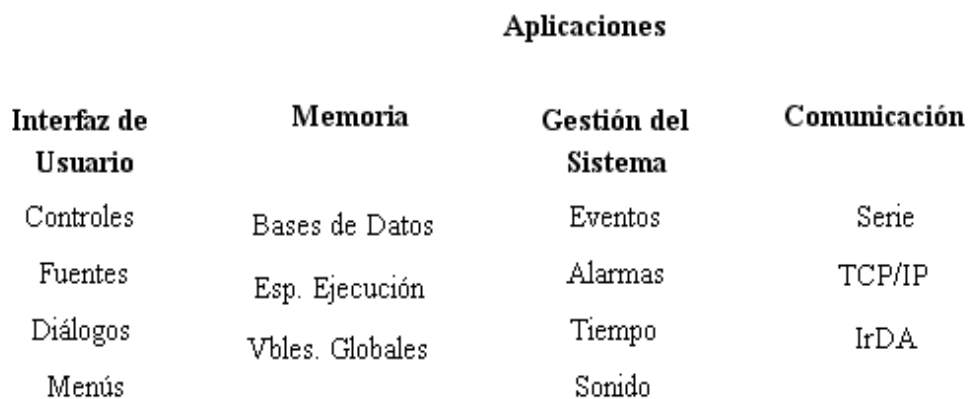 Aplicaciones
Interfaz de
Usuario
Controles
Fuentes
Diálogos
Menús
Memoria
Bases de Datos
Esp. Ejecución
Vbles. Globales
Gestión del
Sistema
Eventos
Alarmas
Tiempo
Sonido
Comunicación
Serie
TCP/IP
IrDA